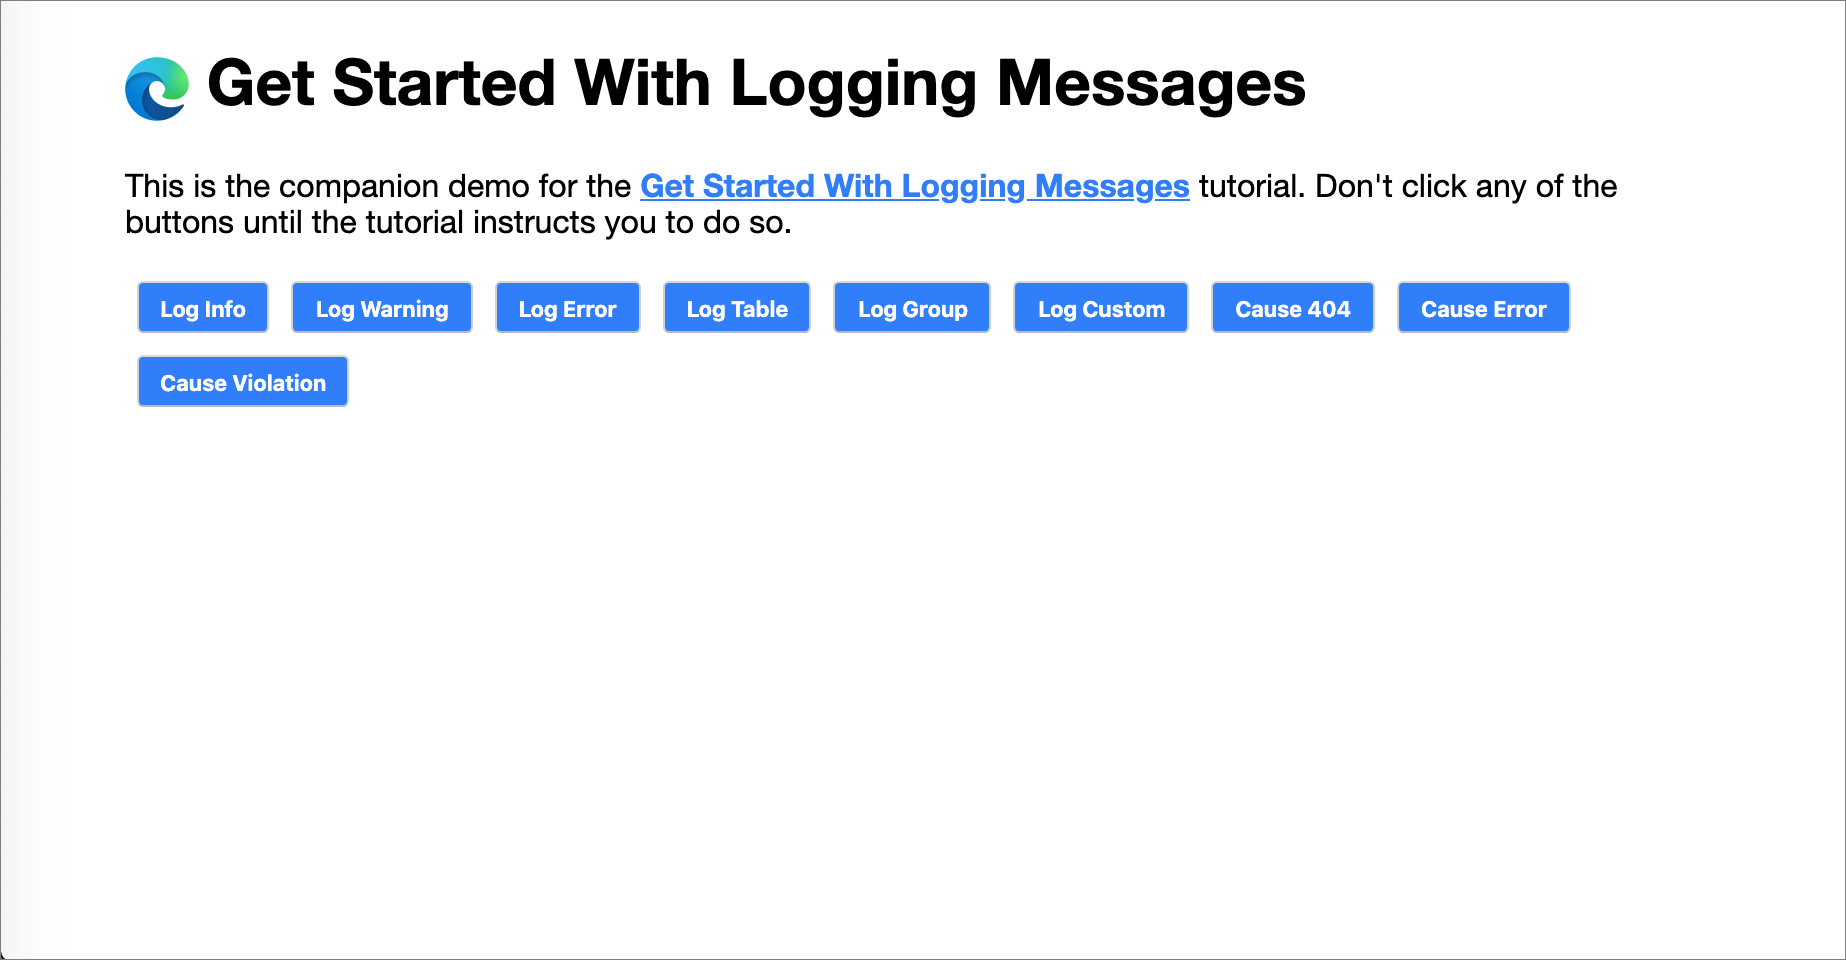 Get Started With Logging Messages
This is the companion demo for the Get Started With Logging Messages tutorial. Don't click any of the
buttons until the tutorial instructs you to do so.
Log Info Log Warning Log Error Log Table Log Group Log Custom Cause 404 Cause Error
Cause Violation